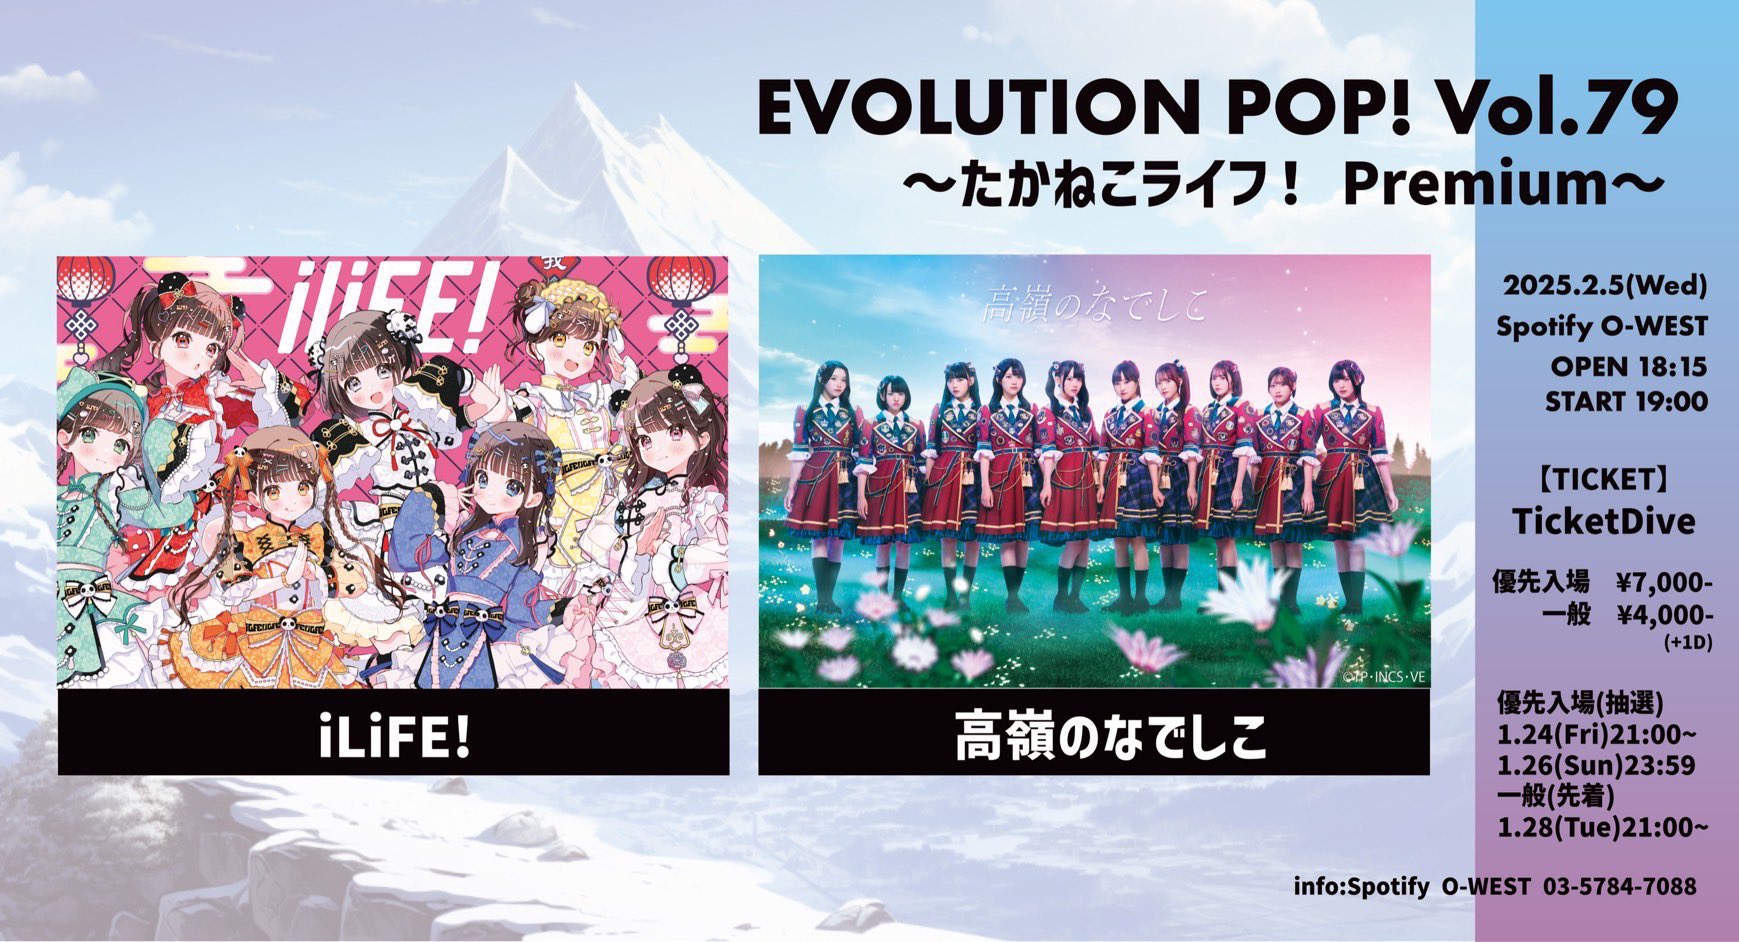 EVOLUTION POP! Vol.79
～たかねこライフ！ Premium～
iLiFE!
我
高嶺のなでしこ
©TP・INCS・VE
iLiFE!
高嶺のなでしこ
2025.2.5(Wed)
Spotify O-WEST
OPEN 18:15
START 19:00
【TICKET】
TicketDive
優先入場 ¥7,000-
一般 ¥4,000-
(+1D)
優先入場(抽選)
1.24(Fri)21:00~
1.26(Sun)23:59
一般(先着)
1.28(Tue)21:00~
info:Spotify O-WEST 03-5784-7088